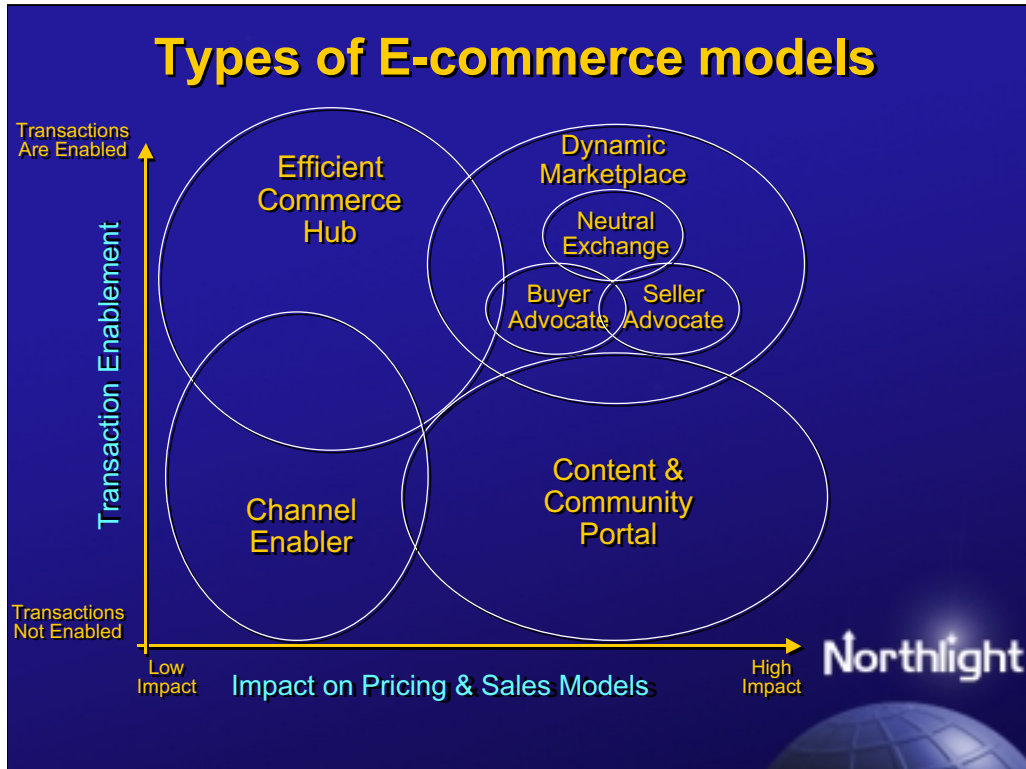 Types of E-commerce models
Transactions
Are Enabled
Efficient
Commerce
Hub
Dynamic
Marketplace
Neutral
Exchange
Buyer
Advocate
Seller
Advocate
Transaction Enablement
Channel
Enabler
Content &
Community
Portal
Transactions
Not Enabled
Low
Impact
Impact on Pricing & Sales Models
High
Impact
Northlight